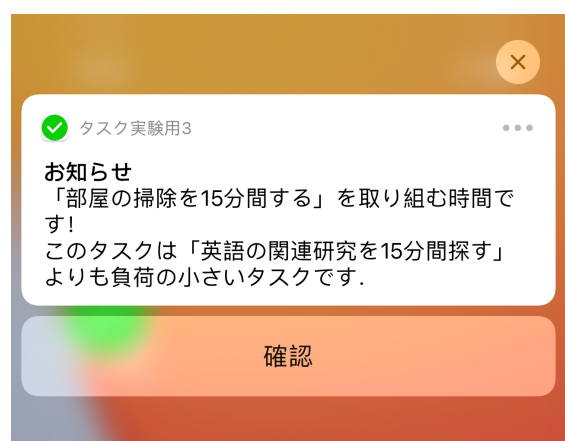 タスク実験用3
お知らせ
「部屋の掃除を15分間する」を取り組む時間で
す!
このタスクは「英語の関連研究を15分間探す」
よりも負荷の小さいタスクです.
確認